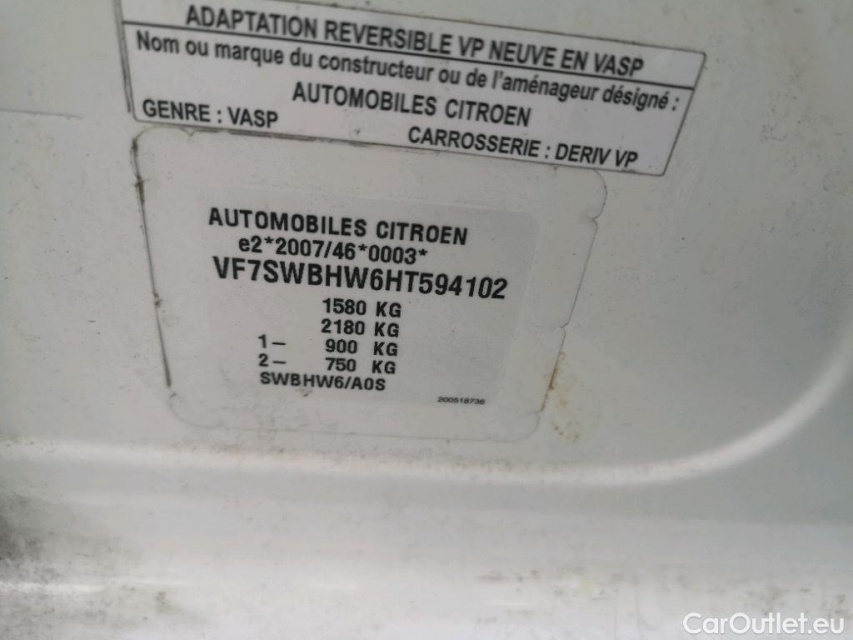 ADAPTATION REVERSIBLE VP NEUVE EN VASP
Nom ou marque du constructeur ou de l'aménageur désigné :
AUTOMOBILES CITROEN
GENRE : VASP CARROSSERIE : DERIV VP
AUTOMOBILES CITROEN
e2*2007/46*0003*
VF7SWBHW6HT594102
1580 KG
2180 KG
1– 900 KG
2– 750 KG
SWBHW6/A0S
200518736
CarOutlet.eu